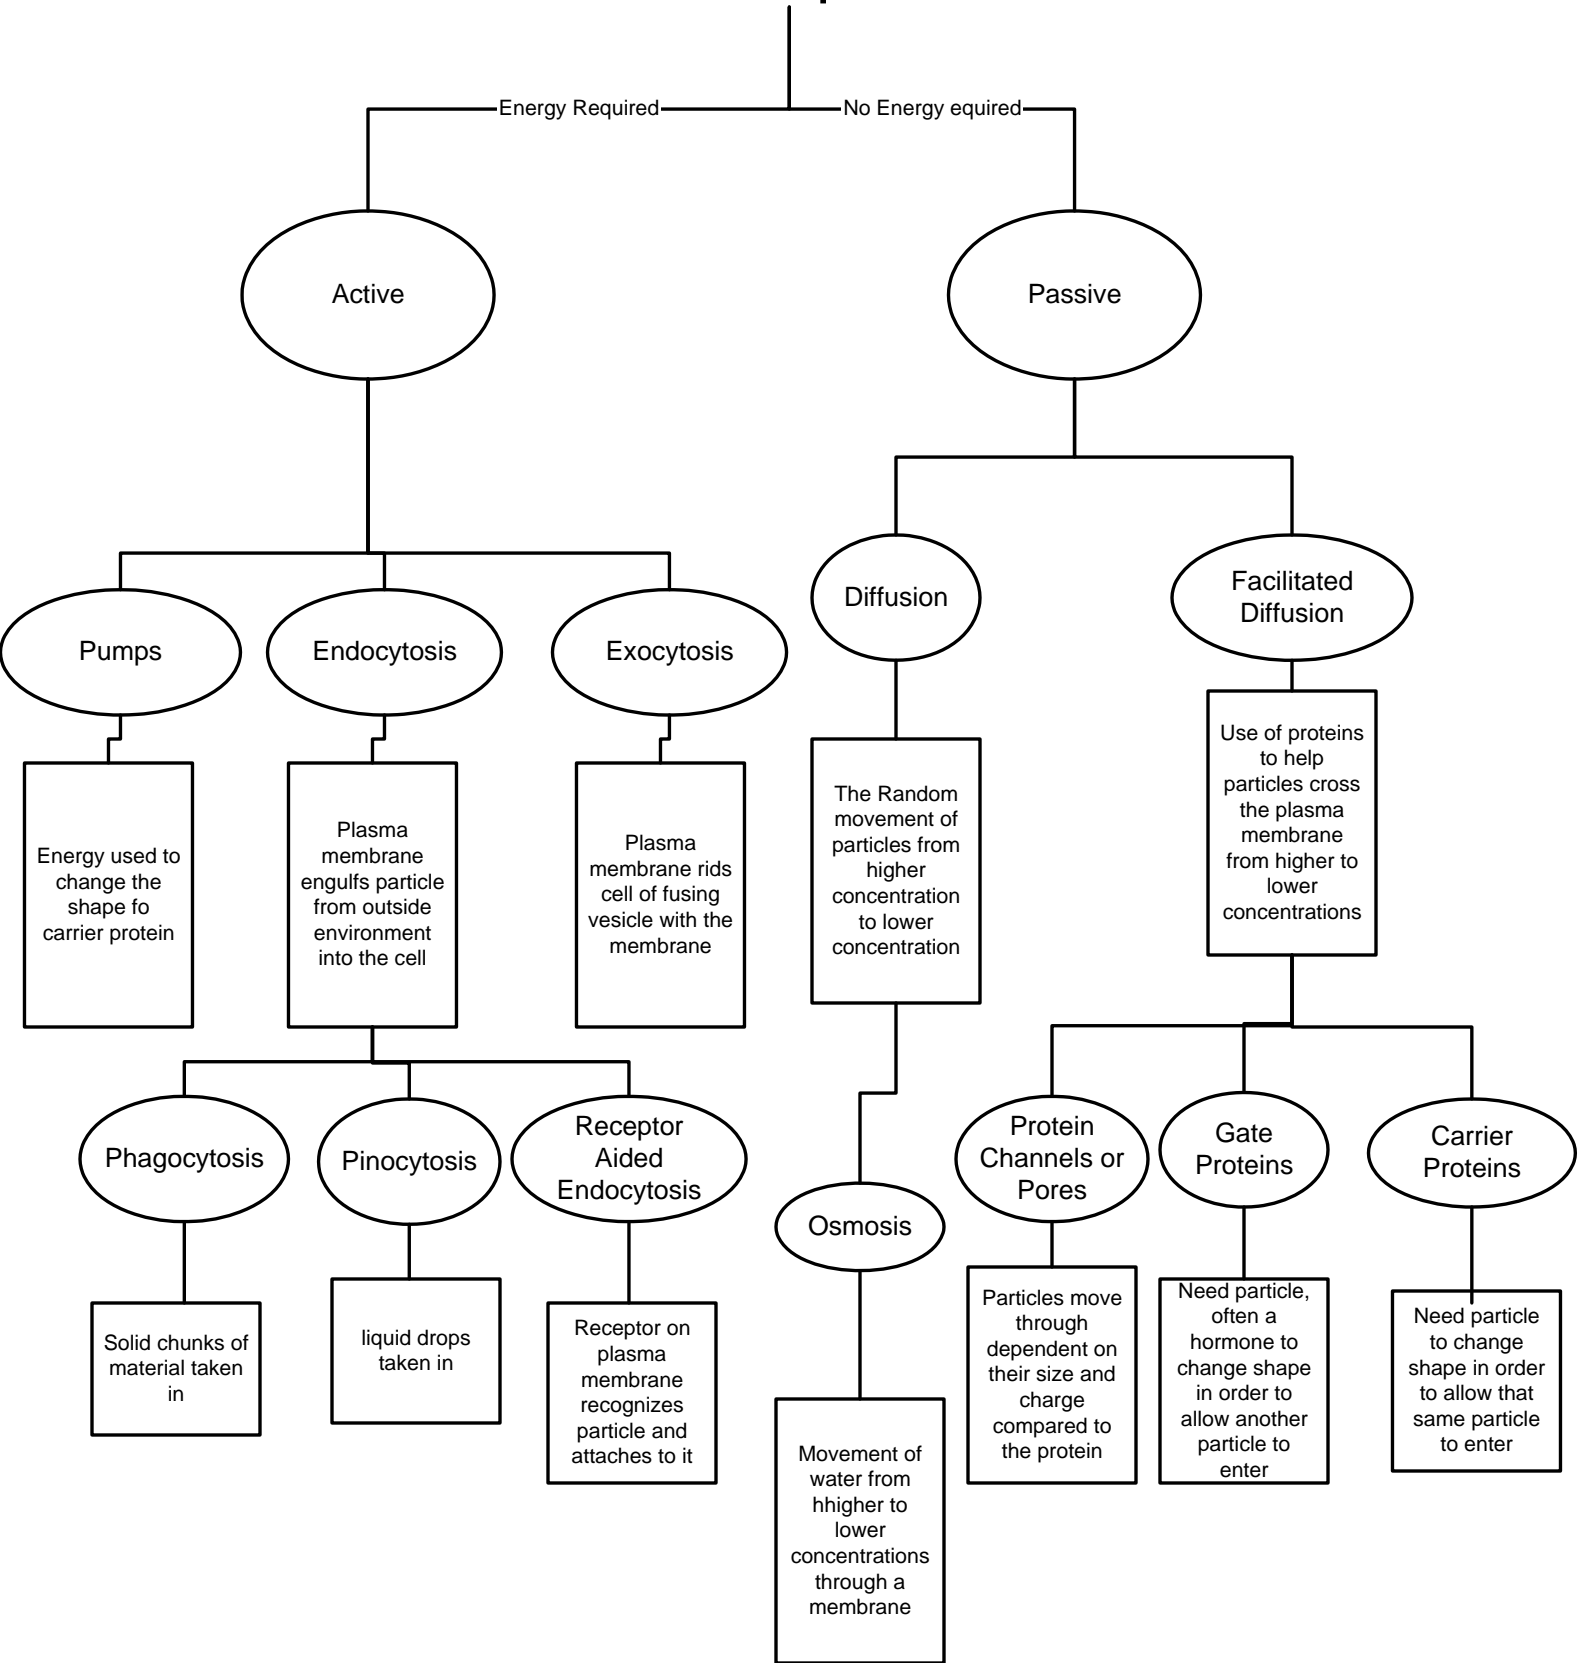 Energy Required
No Energy equired
Active
Passive
Pumps
Endocytosis
Exocytosis
Diffusion
Facilitated
Diffusion
Energy used to
change the
shape fo
carrier protein
Plasma
membrane
engulfs particle
from outside
environment
into the cell
Plasma
membrane rids
cell of fusing
vesicle with the
membrane
The Random
movement of
particles from
higher
concentration
to lower
concentration
Use of proteins
to help
particles cross
the plasma
membrane
from higher to
lower
concentrations
Phagocytosis
Pinocytosis
Receptor
Aided
Endocytosis
Osmosis
Protein
Channels or
Pores
Gate
Proteins
Carrier
Proteins
Solid chunks of
material taken
in
liquid drops
taken in
Receptor on
plasma
membrane
recognizes
particle and
attaches to it
Movement of
water from
hhigher to
lower
concentrations
through a
membrane
Particles move
through
dependent on
their size and
charge
compared to
the protein
Need particle,
often a
hormone to
change shape
in order to
allow another
particle to
enter
Need particle
to change
shape in order
to allow that
same particle
to enter